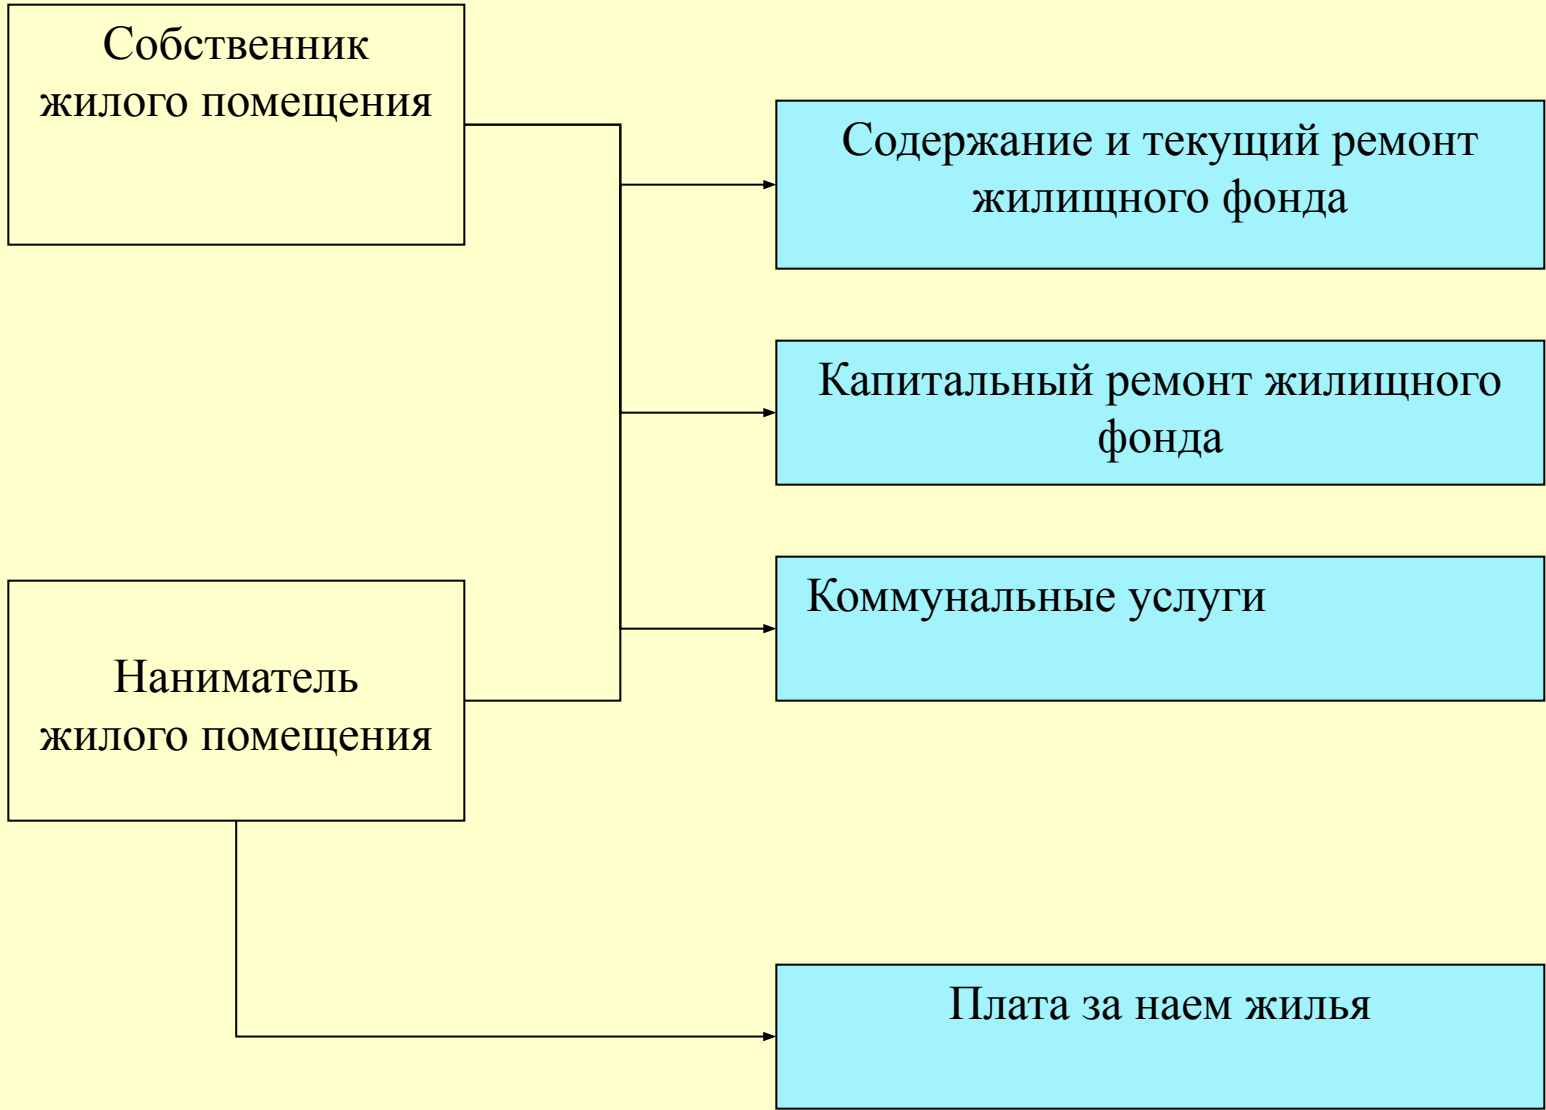 Собственник
жилого помещения
Содержание и текущий ремонт
жилищного фонда
Капитальный ремонт жилищного
фонда
Коммунальные услуги
Наниматель
жилого помещения
Плата за наем жилья